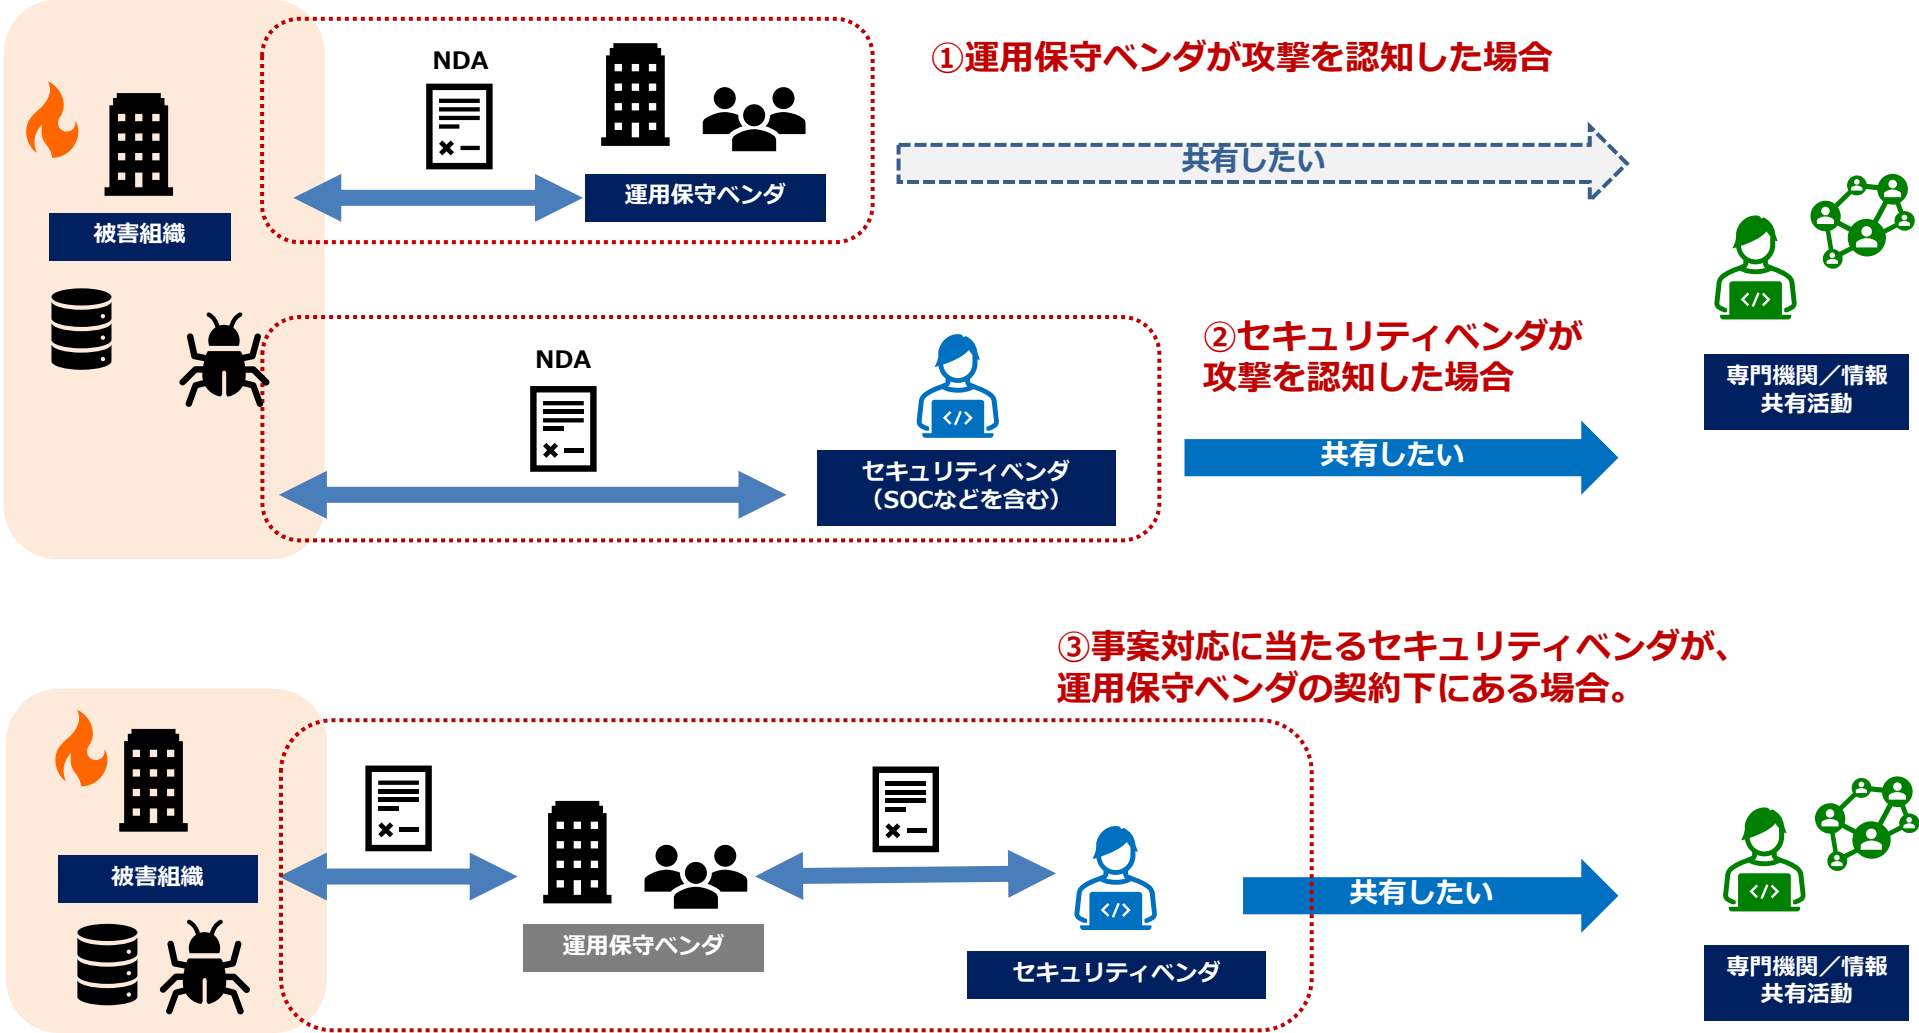 NDA
①運用保守ベンダが攻撃を認知した場合
共有したい
運用保守ベンダ
被害組織
②セキュリティベンダが
攻撃を認知した場合
NDA
専門機関／情報
共有活動
共有したい
セキュリティベンダ
（SOCなどを含む）
③事案対応に当たるセキュリティベンダが、
運用保守ベンダの契約下にある場合。
被害組織
共有したい
運用保守ベンダ
セキュリティベンダ
専門機関／情報
共有活動